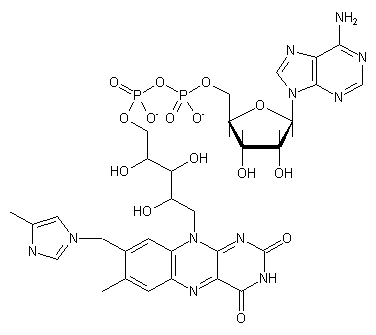 NH2
N N
N N
O O O
O P P O
O- O-
O
OH OH
HO OH
HO
N N
N N O
N NH
O